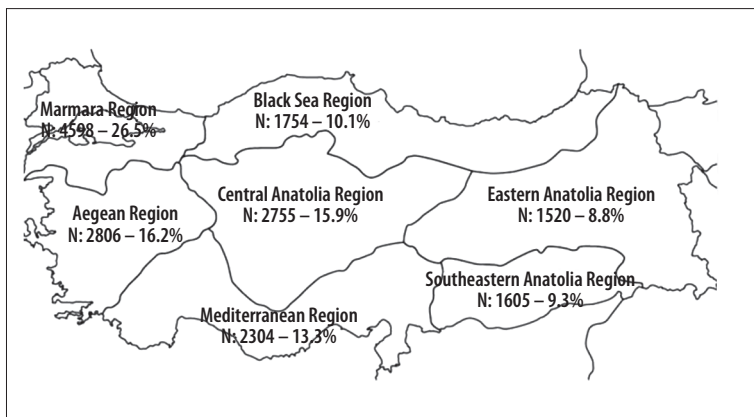 Marmara Region
N: 4598 – 26.5%
Black Sea Region
N: 1754 – 10.1%
Aegean Region
N: 2806 – 16.2%
Central Anatolia Region
N: 2755 – 15.9%
Eastern Anatolia Region
N: 1520 – 8.8%
Southeastern Anatolia Region
N: 1605 – 9.3%
Mediterranean Region
N: 2304 – 13.3%